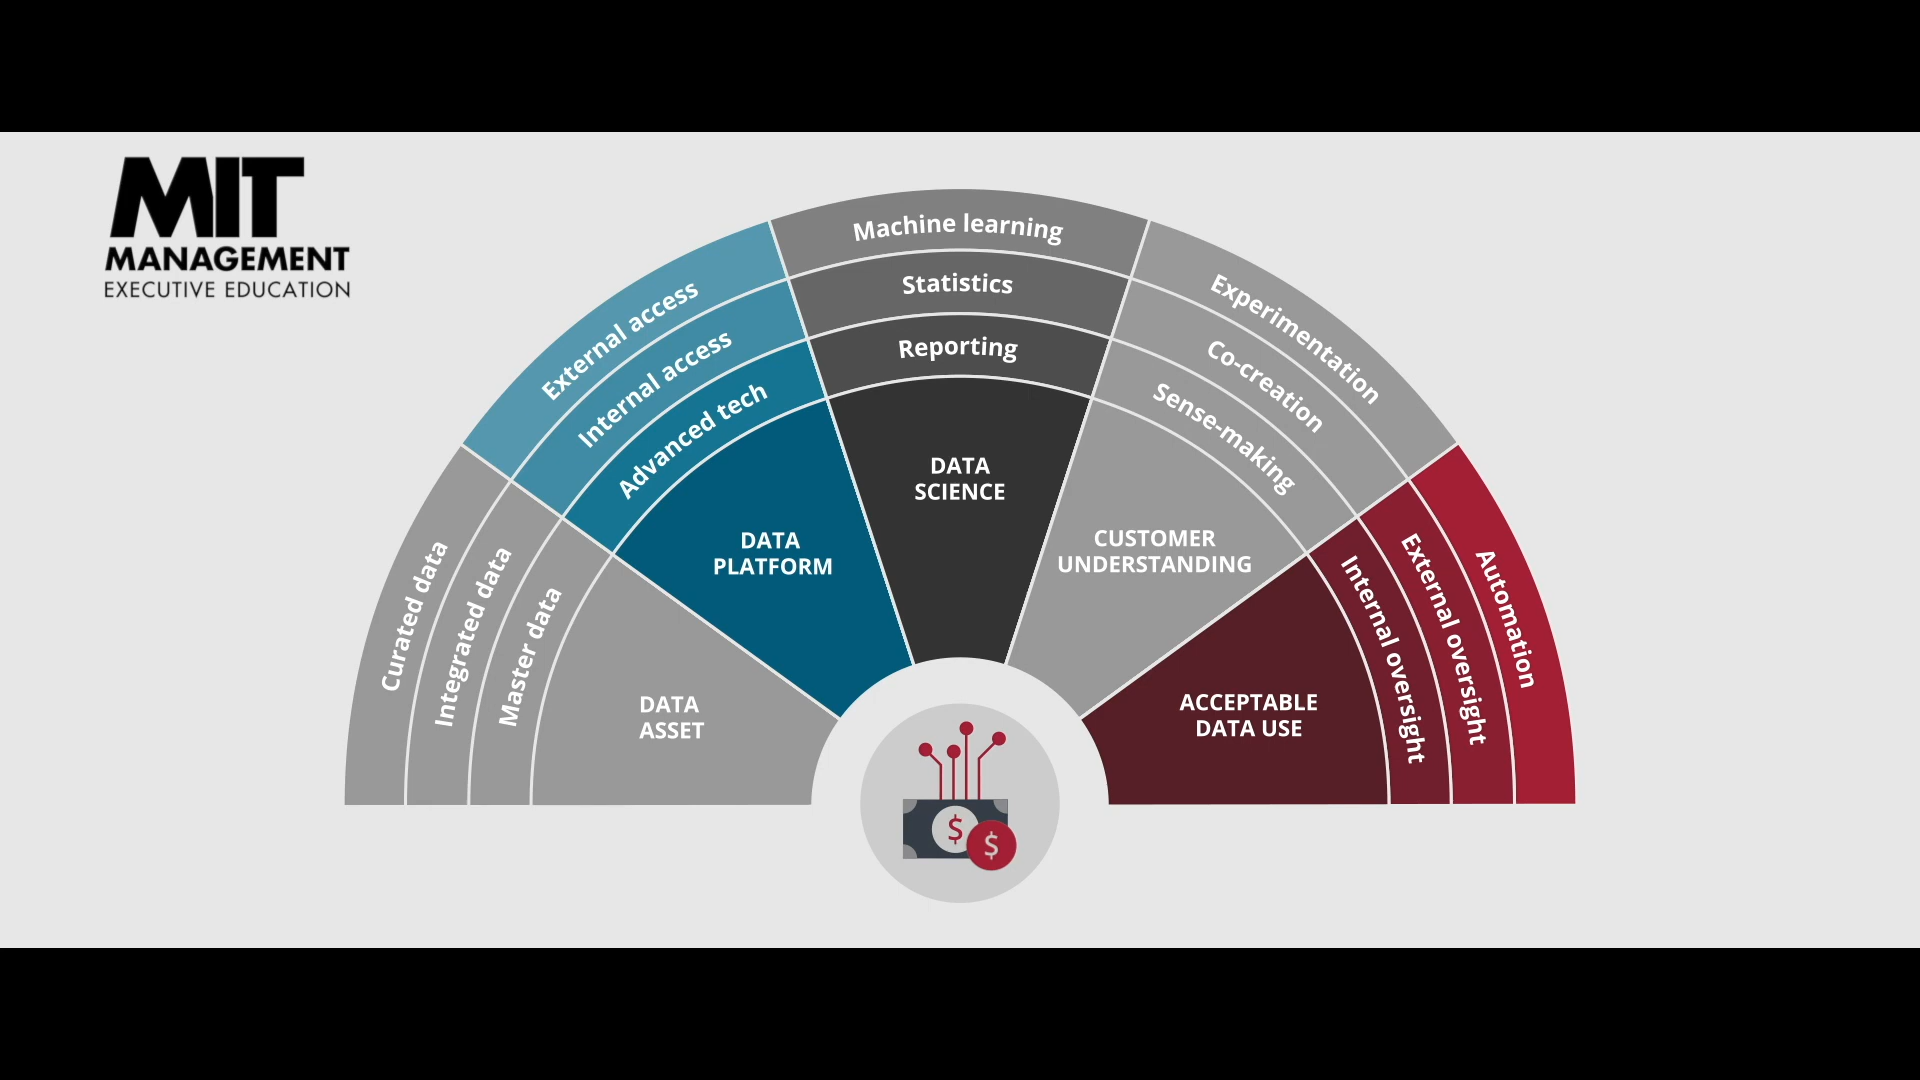 MIT
MANAGEMENT
EXECUTIVE EDUCATION
Curated data
Integrated data
Master data
DATA
ASSET
External access
Internal access
Advanced tech
DATA
PLATFORM
Machine learning
Statistics
Reporting
DATA
SCIENCE
Experimentation
Co-creation
Sense-making
CUSTOMER
UNDERSTANDING
Automation
External oversight
Internal oversight
ACCEPTABLE
DATA USE
$
$